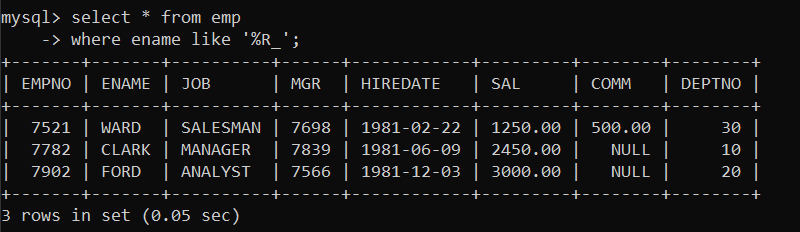 mysql> select * from emp
    -> where ename like '%R_';
+-------+-------+----------+------+------------+---------+--------+--------+
| EMPNO | ENAME | JOB      | MGR  | HIREDATE   | SAL     | COMM   | DEPTNO |
+-------+-------+----------+------+------------+---------+--------+--------+
|  7521 | WARD  | SALESMAN | 7698 | 1981-02-22 | 1250.00 | 500.00 |     30 |
|  7782 | CLARK | MANAGER  | 7839 | 1981-06-09 | 2450.00 |   NULL |     10 |
|  7902 | FORD  | ANALYST  | 7566 | 1981-12-03 | 3000.00 |   NULL |     20 |
+-------+-------+----------+------+------------+---------+--------+--------+
3 rows in set (0.05 sec)